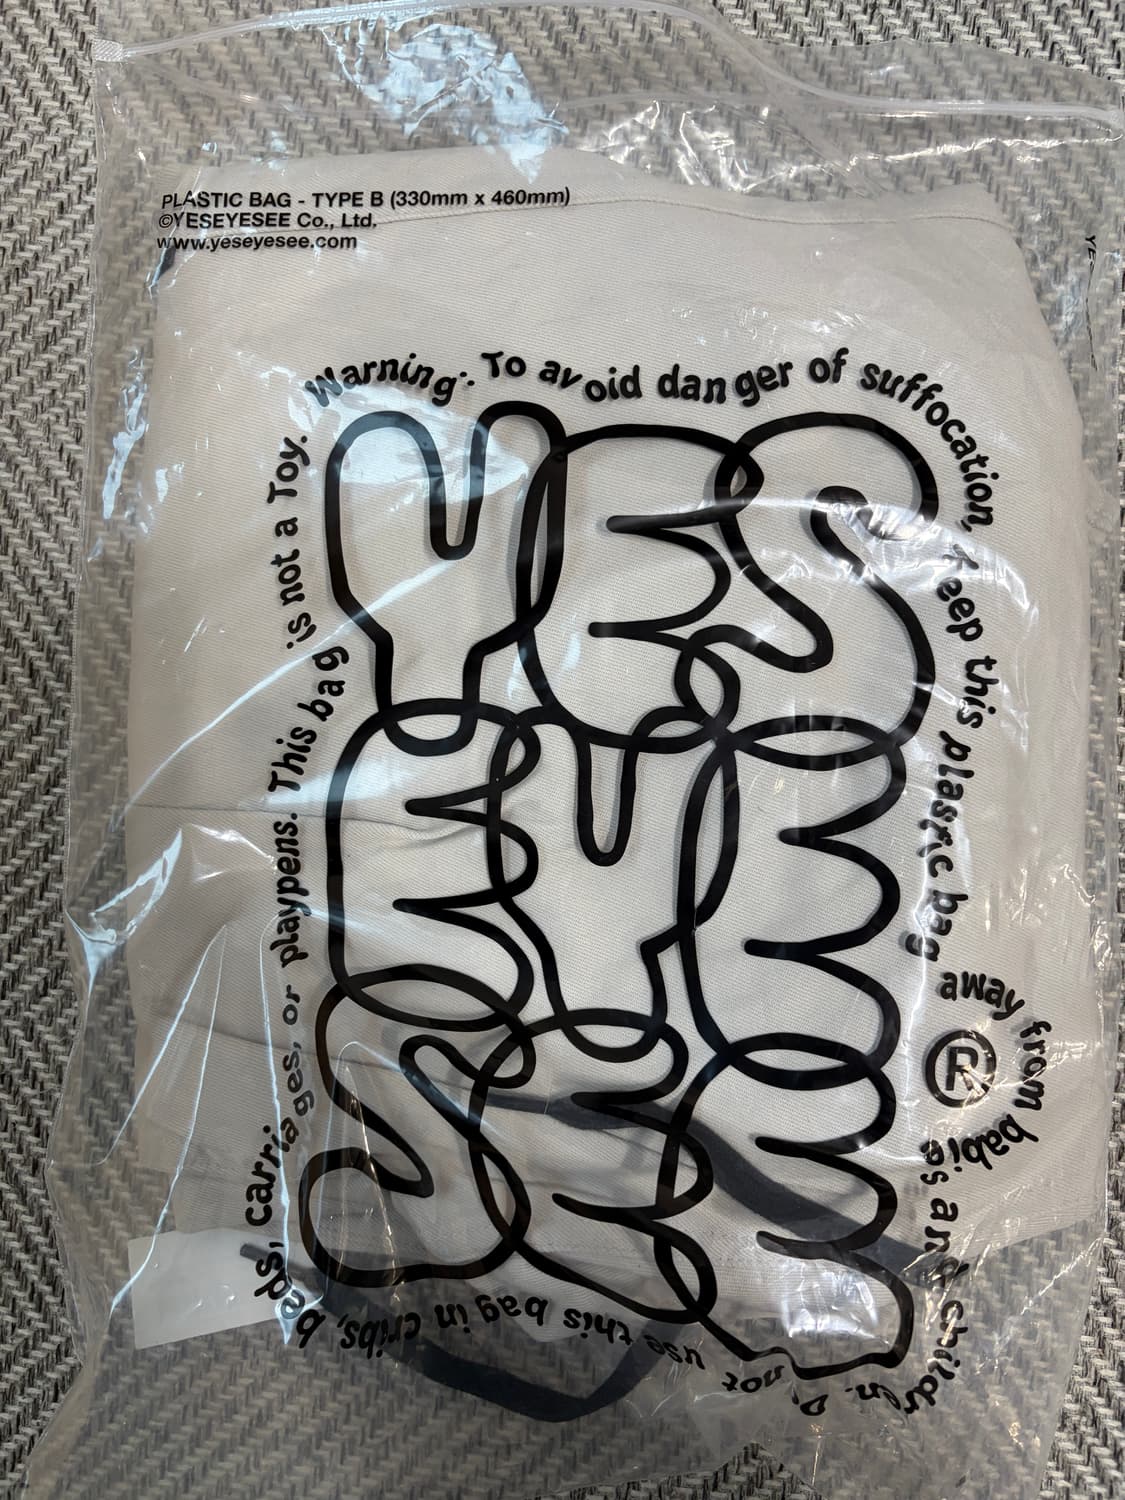 PLASTIC BAG - TYPE B (330mm x 460mm)
©YESEYESEE Co., Ltd.
www.yeseyesee.com
Warning: To avoid danger of suffocation, Keep this plastic bag away from babies and children. Do not use this bag in cribs, beds, carriages, or playpens. This bag is not a Toy.
YES
EYE
SEE
®
YE